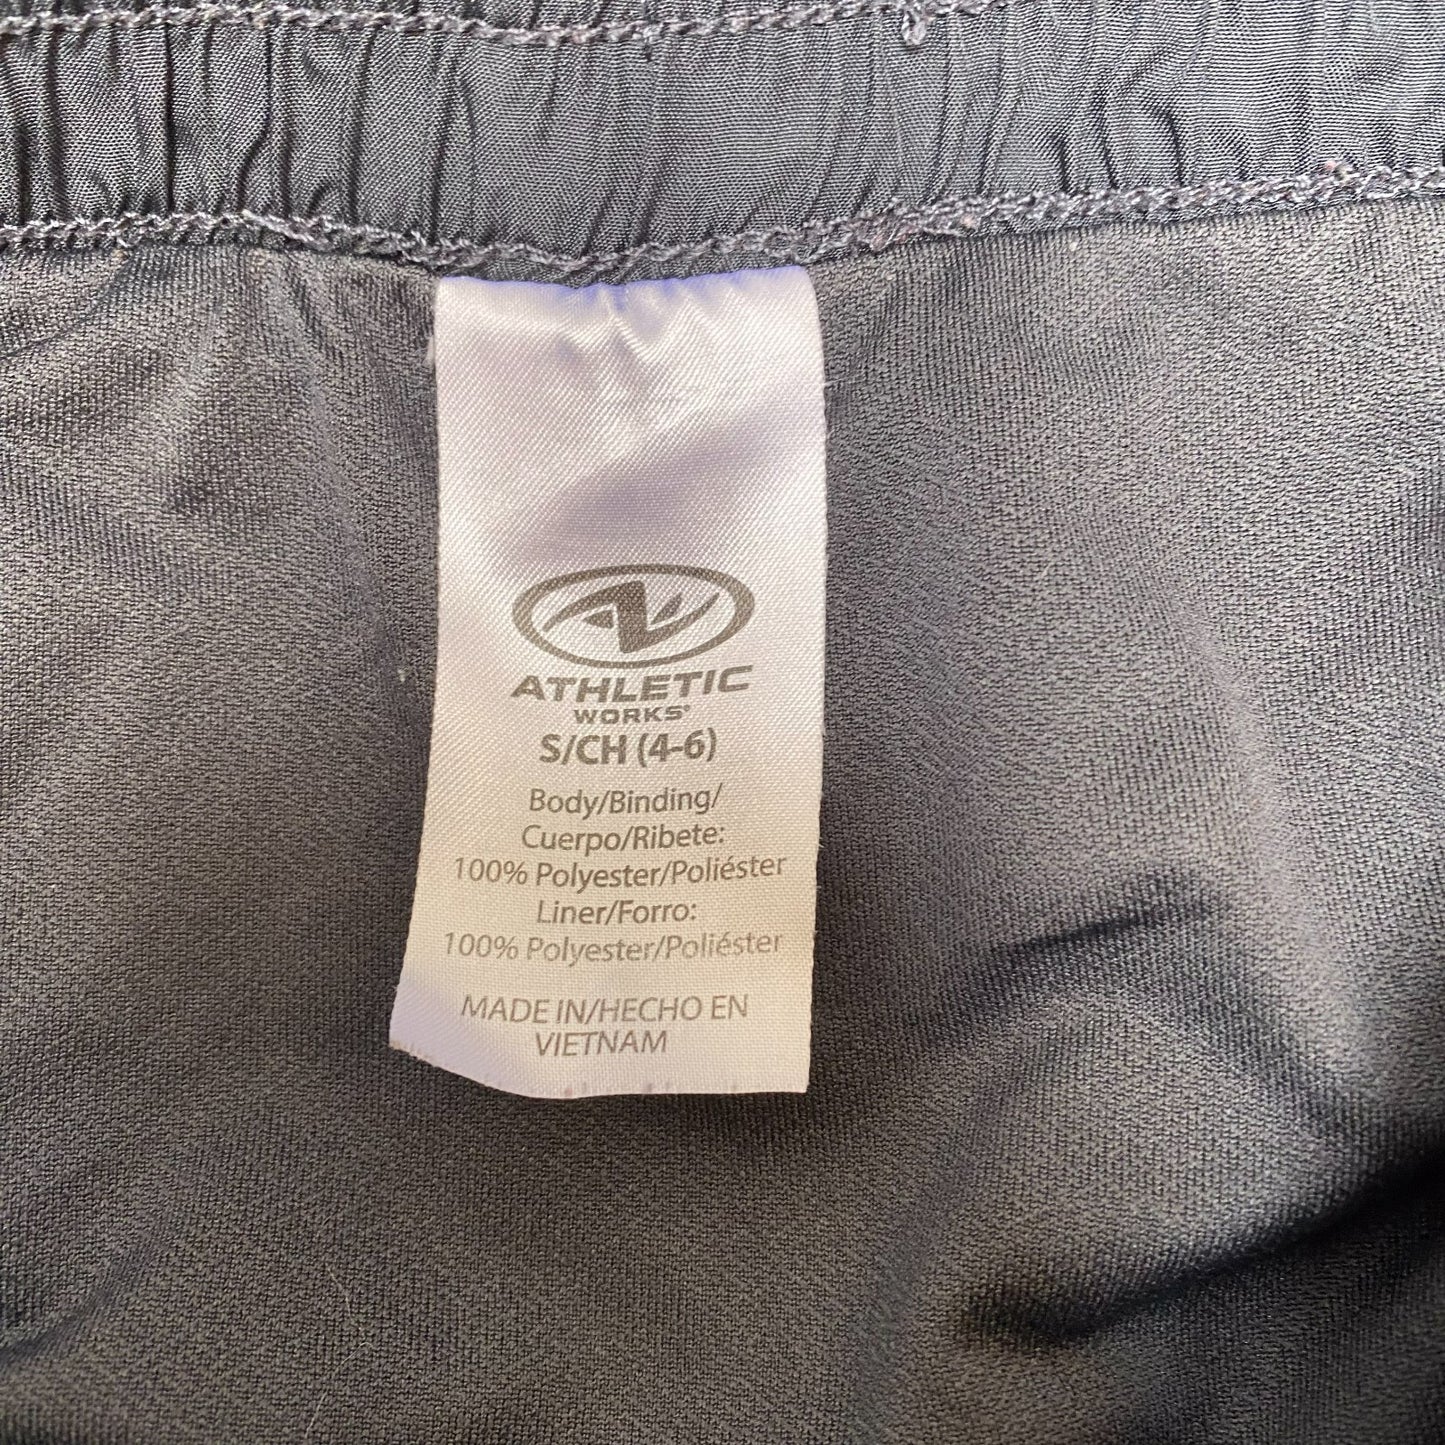 ATHLETIC
WORKS®
S/CH (4-6)
Body/Binding/
Cuerpo/Ribete:
100% Polyester/Poliéster
Liner/Forro:
100% Polyester/Poliéster
MADE IN/HECHO EN
VIETNAM